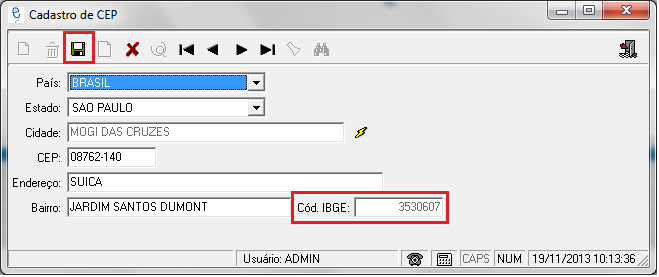 Cadastro de CEP
País: BRASIL
Estado: SAO PAULO
Cidade: MOGI DAS CRUZES
CEP: 08762-140
Endereço: SUICA
Bairro: JARDIM SANTOS DUMONT Cód. IBGE: 3530607
Usuário: ADMIN CAPS NUM 19/11/2013 10:13:36